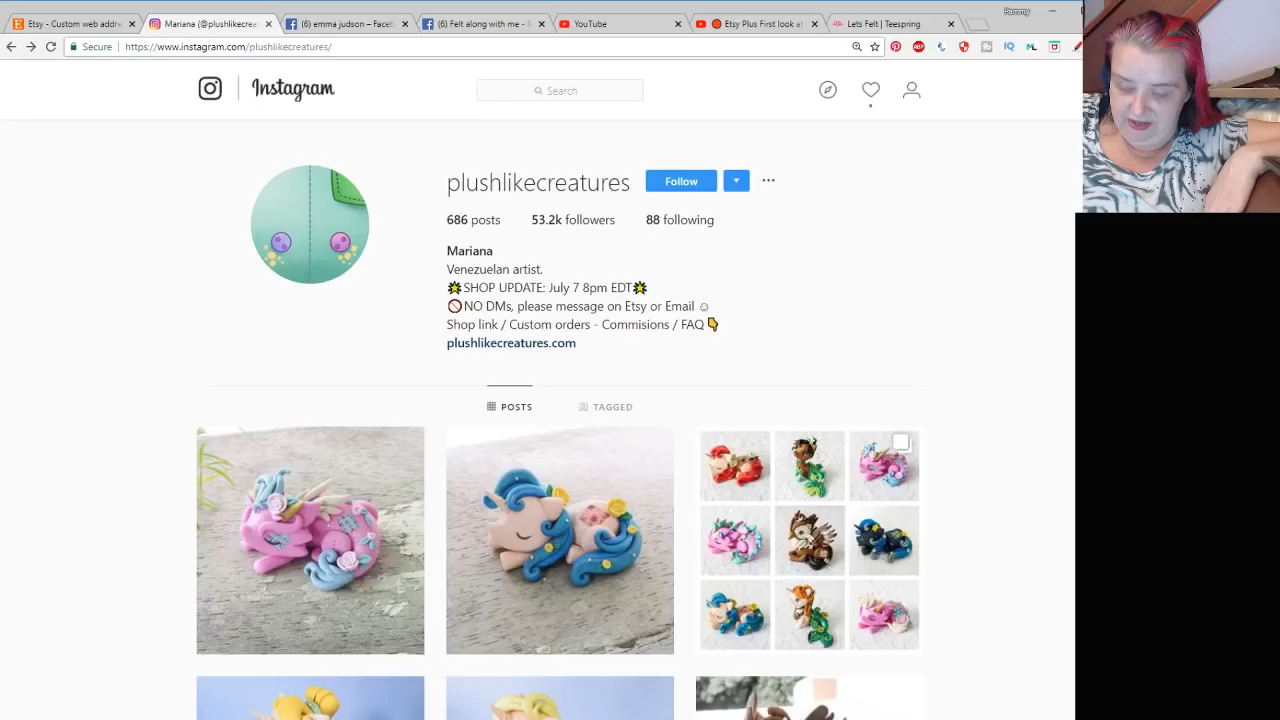 Etsy - Custom web addre
Mariana (@plushlikecreat
(6) emma judson – Faceb
(6) Felt along with me -
YouTube
Etsy Plus First look at
Lets Felt | Teespring
Pammy
Secure
https://www.instagram.com/plushlikecreatures/
Instagram
Search
plushlikecreatures
Follow
686 posts
53.2k followers
88 following
Mariana
Venezuelan artist.
SHOP UPDATE: July 7 8pm EDT
NO DMs, please message on Etsy or Email ☺
Shop link / Custom orders - Commisions / FAQ
plushlikecreatures.com
POSTS
TAGGED